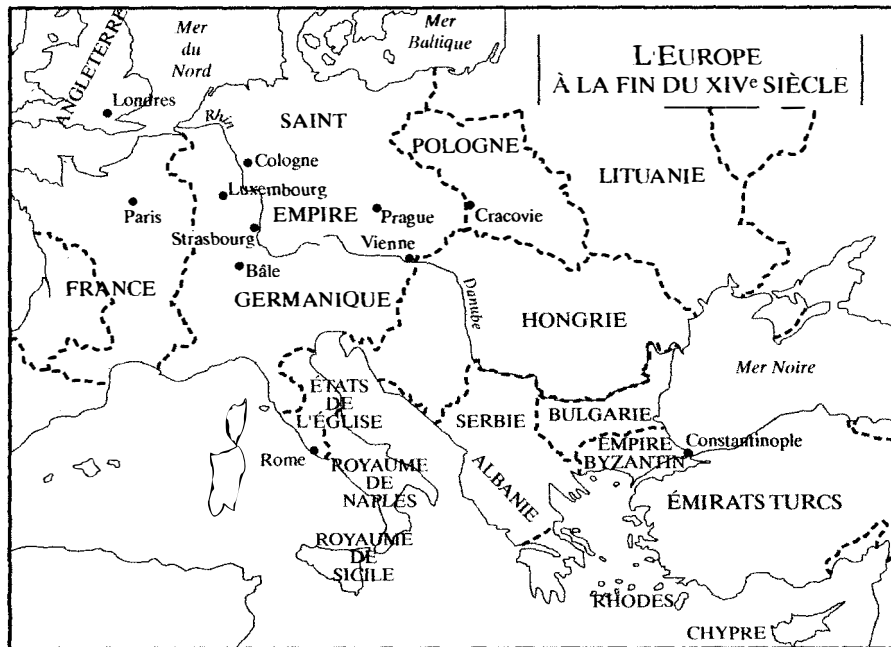 L'EUROPE
À LA FIN DU XIVe SIÈCLE
Mer
du
Nord
Mer
Baltique
ANGLETERRE
Londres
Rhin
SAINT
POLOGNE
LITUANIE
Cologne
Luxembourg
Paris
EMPIRE
Prague
Cracovie
Strasbourg
Vienne
Bâle
FRANCE
GERMANIQUE
Danube
HONGRIE
Mer Noire
ÉTATS
DE
L'ÉGLISE
SERBIE
BULGARIE
EMPIRE
BYZANTIN
Constantinople
Rome
ROYAUME
DE
NAPLES
ALBANIE
ÉMIRATS TURCS
ROYAUME
DE
SICILE
RHODES
CHYPRE